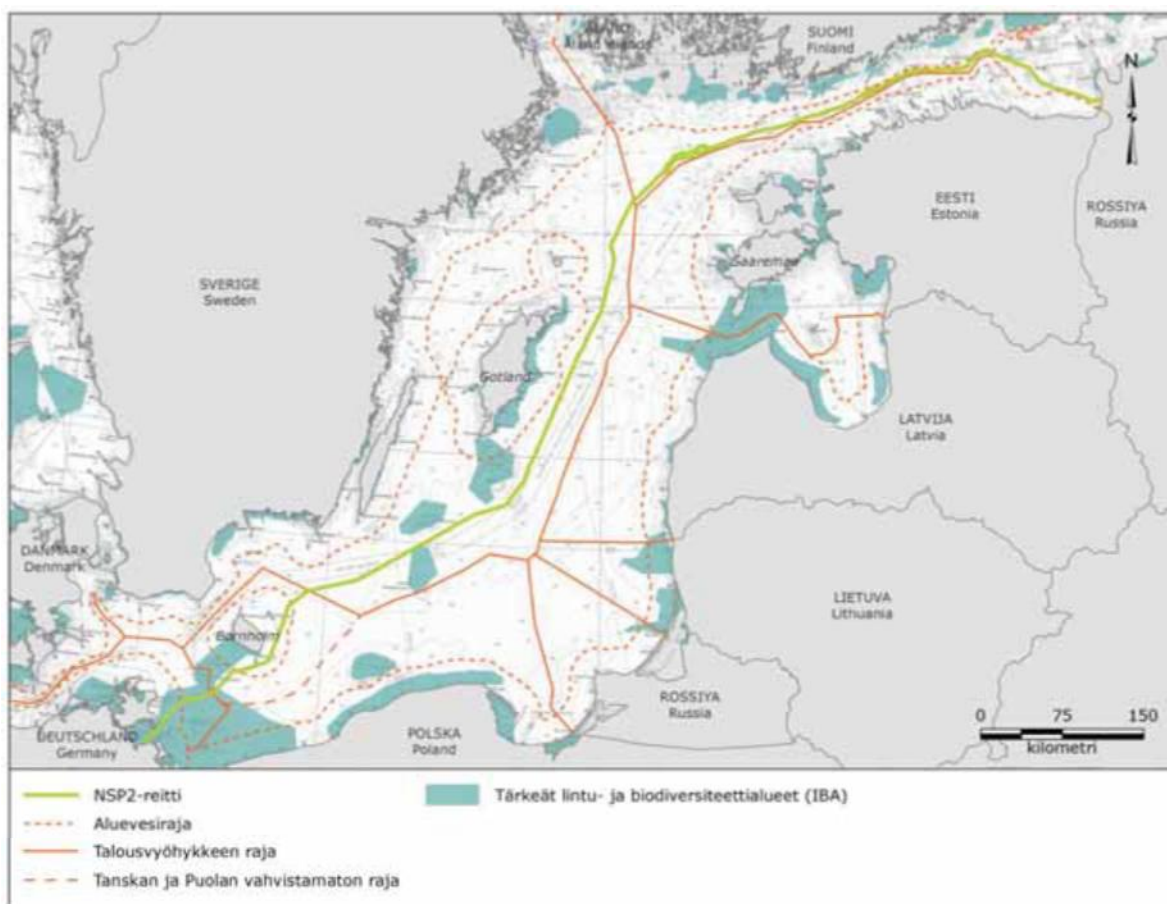 Åland Islands
SUOMI
Finland
N
EESTI
Estonia
ROSSIYA
Russia
SVERIGE
Sweden
Saaremaa
Gotland
LATVIJA
Latvia
DANMARK
Denmark
LIETUVA
Lithuania
Bornholm
ROSSIYA
Russia
DEUTSCHLAND
Germany
POLSKA
Poland
0 75 150
kilometri
NSP2-reitti
Tärkeät lintu- ja biodiversiteettialueet (IBA)
Aluevesiraja
Talousvyöhykkeen raja
Tanskan ja Puolan vahvistamaton raja